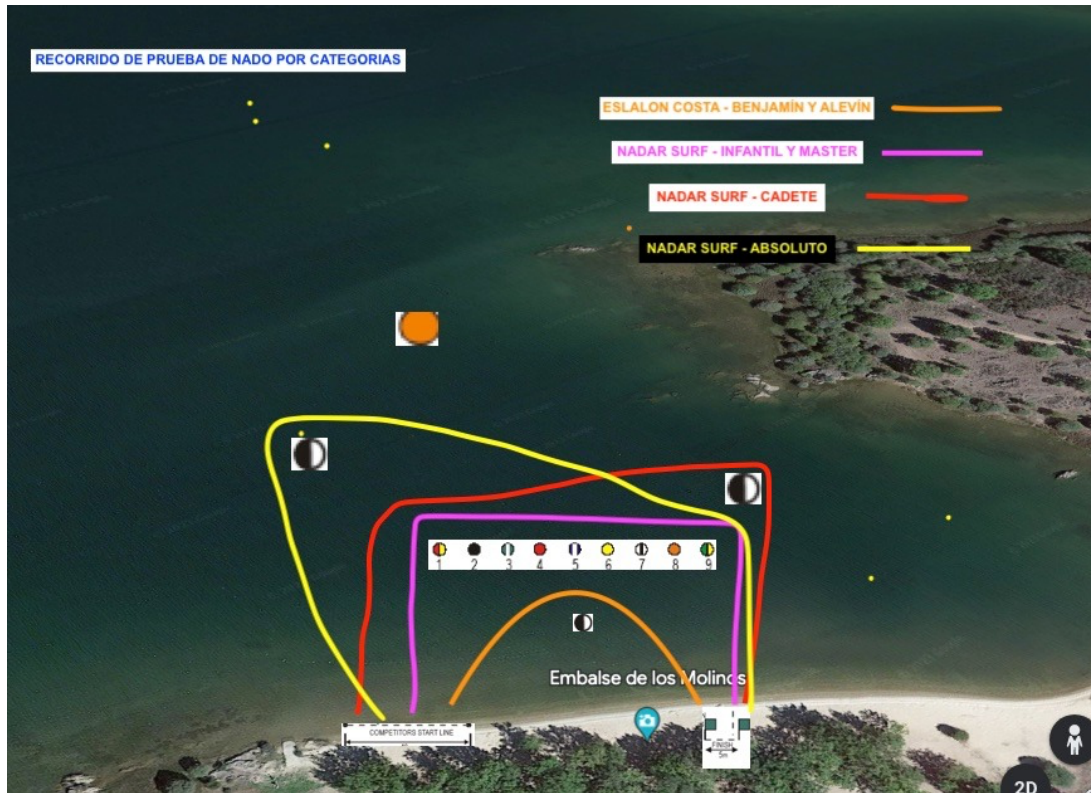 RECORRIDO DE PRUEBA DE NADO POR CATEGORIAS
ESLALON COSTA - BENJAMÍN Y ALEVÍN
NADAR SURF - INFANTIL Y MASTER
NADAR SURF - CADETE
NADAR SURF - ABSOLUTO
1 2 3 4 5 6 7 8 9
Embalse de los Molinos
COMPETITORS START LINE
FINISH
5m
2D